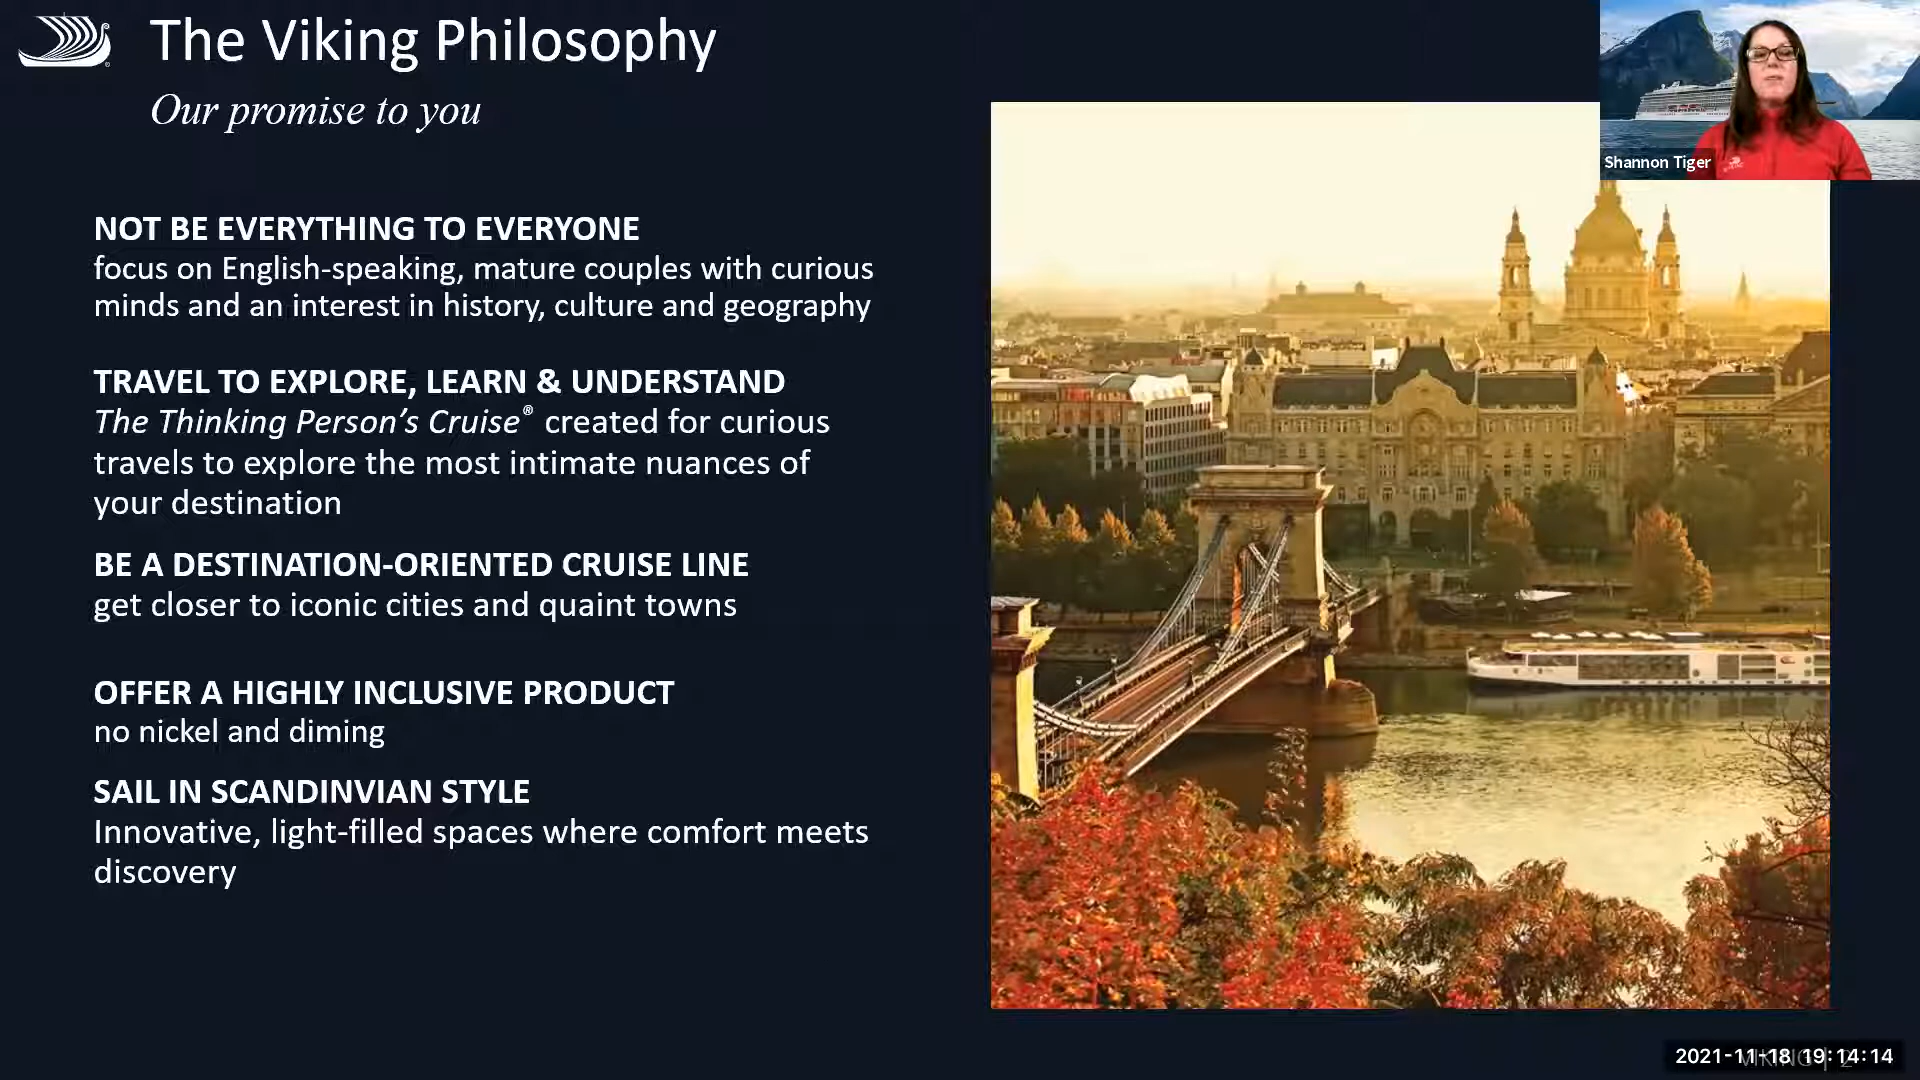 The Viking Philosophy
Our promise to you
Shannon Tiger
NOT BE EVERYTHING TO EVERYONE
focus on English-speaking, mature couples with curious
minds and an interest in history, culture and geography
TRAVEL TO EXPLORE, LEARN & UNDERSTAND
The Thinking Person's Cruise® created for curious
travels to explore the most intimate nuances of
your destination
BE A DESTINATION-ORIENTED CRUISE LINE
get closer to iconic cities and quaint towns
OFFER A HIGHLY INCLUSIVE PRODUCT
no nickel and diming
SAIL IN SCANDINVIAN STYLE
Innovative, light-filled spaces where comfort meets
discovery
2021-11-18 19:14:14